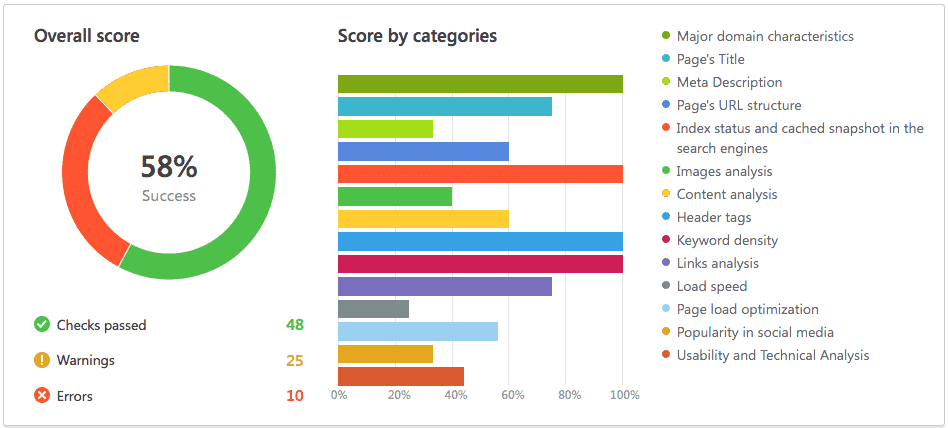 Overall score
58%
Success
Checks passed 48
Warnings 25
Errors 10
Score by categories
0% 20% 40% 60% 80% 100%
Major domain characteristics
Page's Title
Meta Description
Page's URL structure
Index status and cached snapshot in the
search engines
Images analysis
Content analysis
Header tags
Keyword density
Links analysis
Load speed
Page load optimization
Popularity in social media
Usability and Technical Analysis